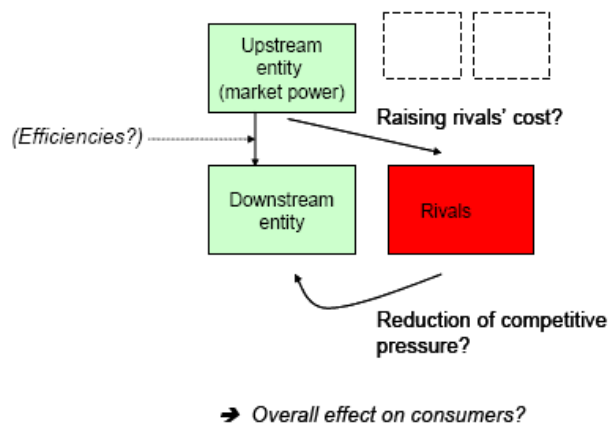 Upstream
entity
(market power)
Raising rivals' cost?
(Efficiencies?)
Downstream
entity
Rivals
Reduction of competitive
pressure?
➔ Overall effect on consumers?